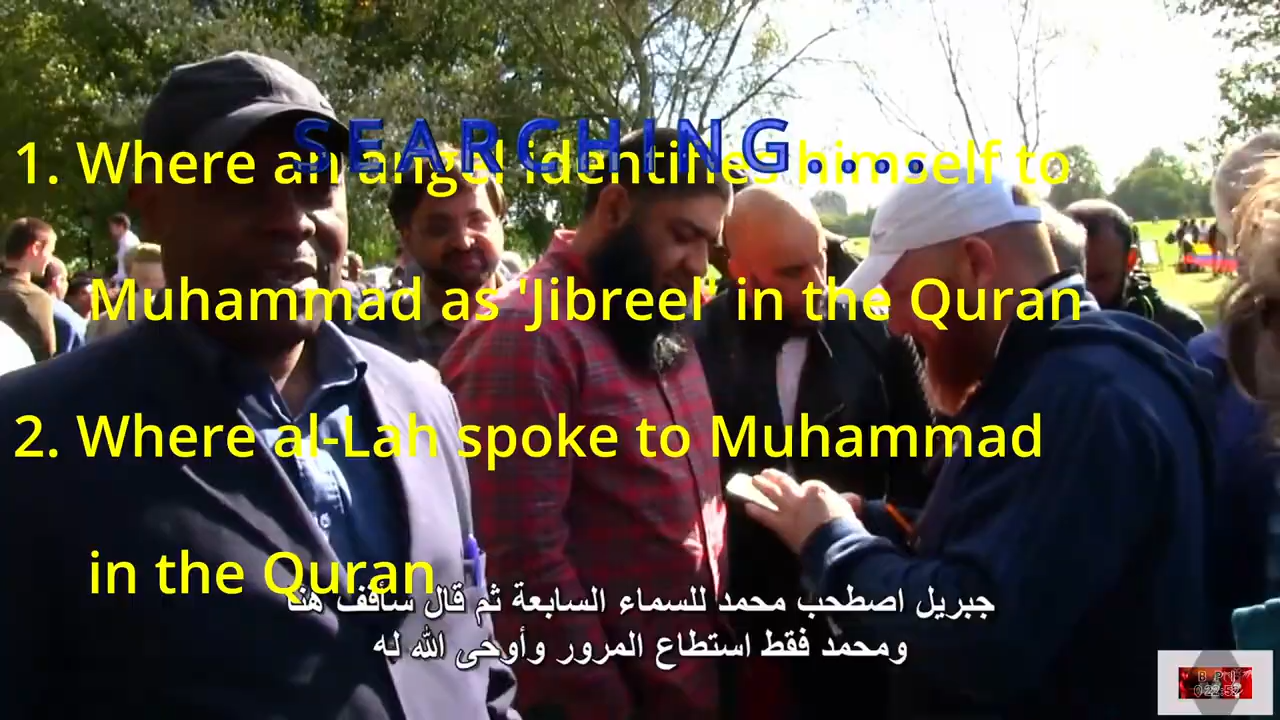 SEARCHING....
1. Where an angel identifies himself to
Muhammad as 'Jibreel' in the Quran
2. Where al-Lah spoke to Muhammad
in the Quran
جبريل اصطحب محمد للسماء السابعة ثم قال سأقف هنا
ومحمد فقط استطاع المرور وأوحى الله له
B P I